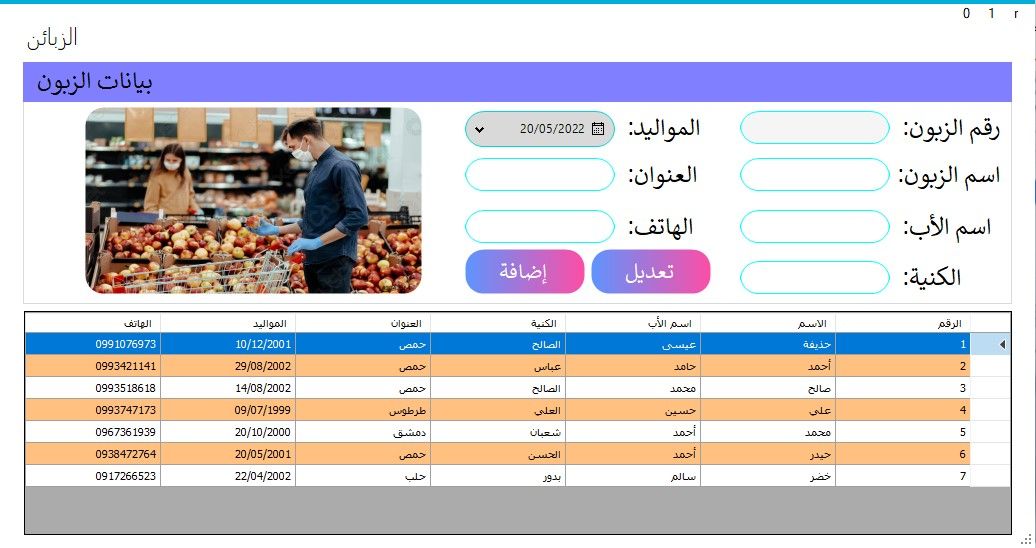 0 1 r
الزبائن
بيانات الزبون
رقم الزبون: المواليد: 20/05/2022
اسم الزبون: العنوان:
اسم الأب: الهاتف:
الكنية: تعديل إضافة
الرقم الاسم اسم الأب الكنية العنوان المواليد الهاتف
1 حذيفة عيسى الصالح حمص 10/12/2001 0991076973
2 أحمد حامد عباس حمص 29/08/2002 0993421141
3 صالح محمد الصالح حمص 14/08/2002 0993518618
4 علي حسين العلي طرطوس 09/07/1999 0993747173
5 محمد أحمد شعبان دمشق 20/10/2000 0967361939
6 حيدر أحمد الحسن حمص 20/05/2001 0938472764
7 خضر سالم بدور حلب 22/04/2002 0917266523